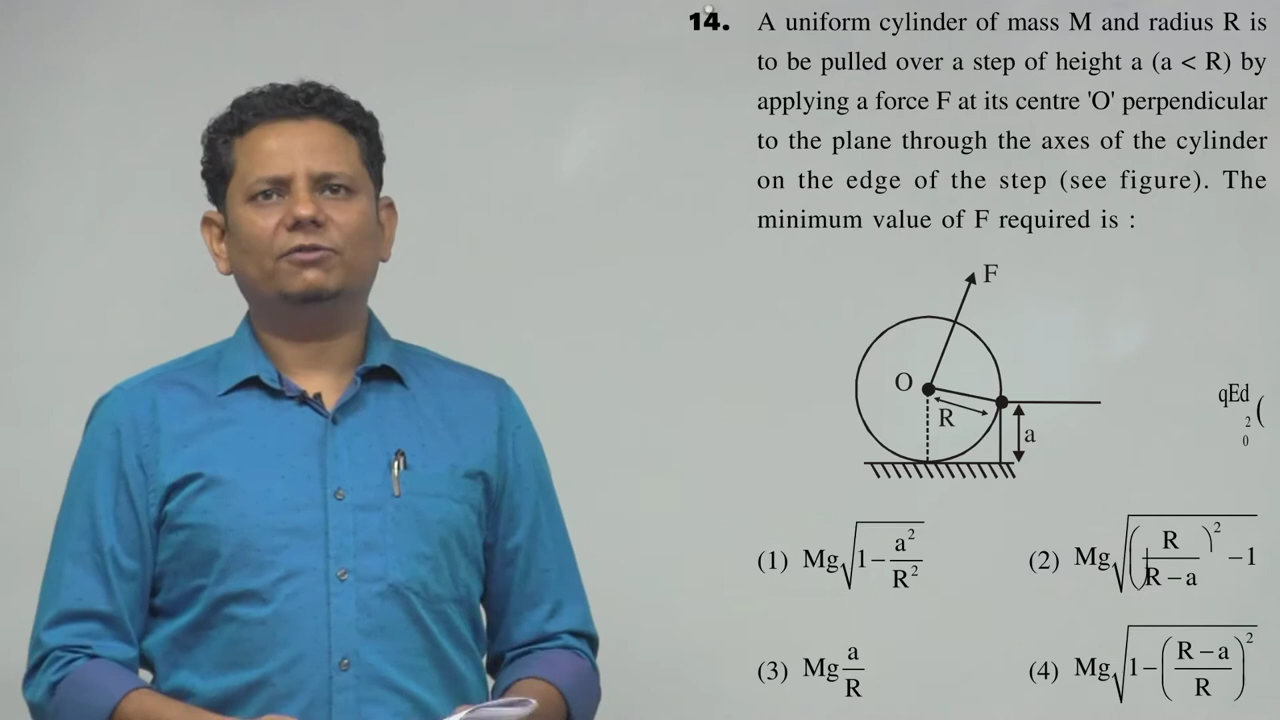 14. A uniform cylinder of mass M and radius R is
to be pulled over a step of height a (a < R) by
applying a force F at its centre 'O' perpendicular
to the plane through the axes of the cylinder
on the edge of the step (see figure). The
minimum value of F required is :
F
O
R
a
qEd
2 (
0
(1) Mg√(1 − a²/R²)
(2) Mg√((R/(R − a))² − 1)
(3) Mg a/R
(4) Mg√(1 − ((R − a)/R)²)